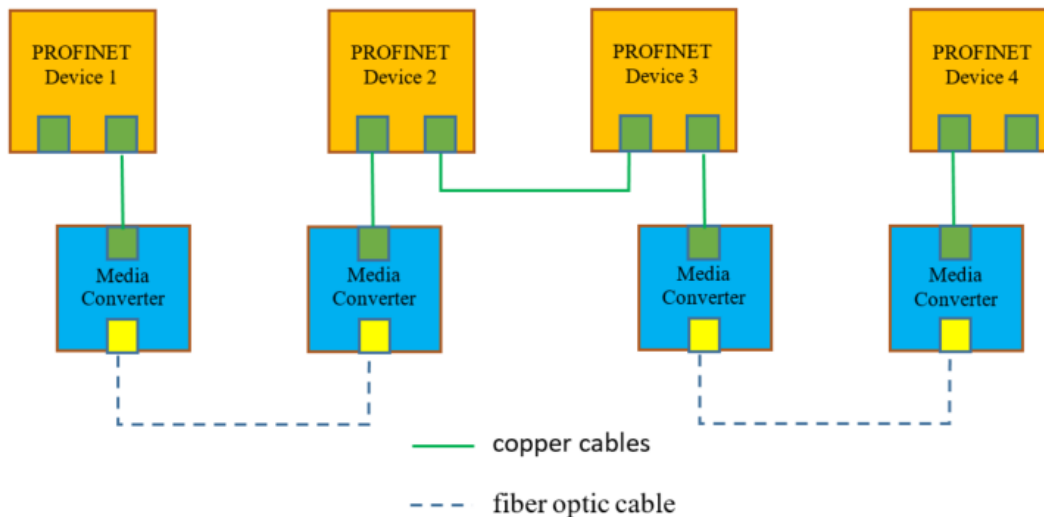 PROFINET
Device 1
PROFINET
Device 2
PROFINET
Device 3
PROFINET
Device 4
Media
Converter
Media
Converter
Media
Converter
Media
Converter
copper cables
fiber optic cable